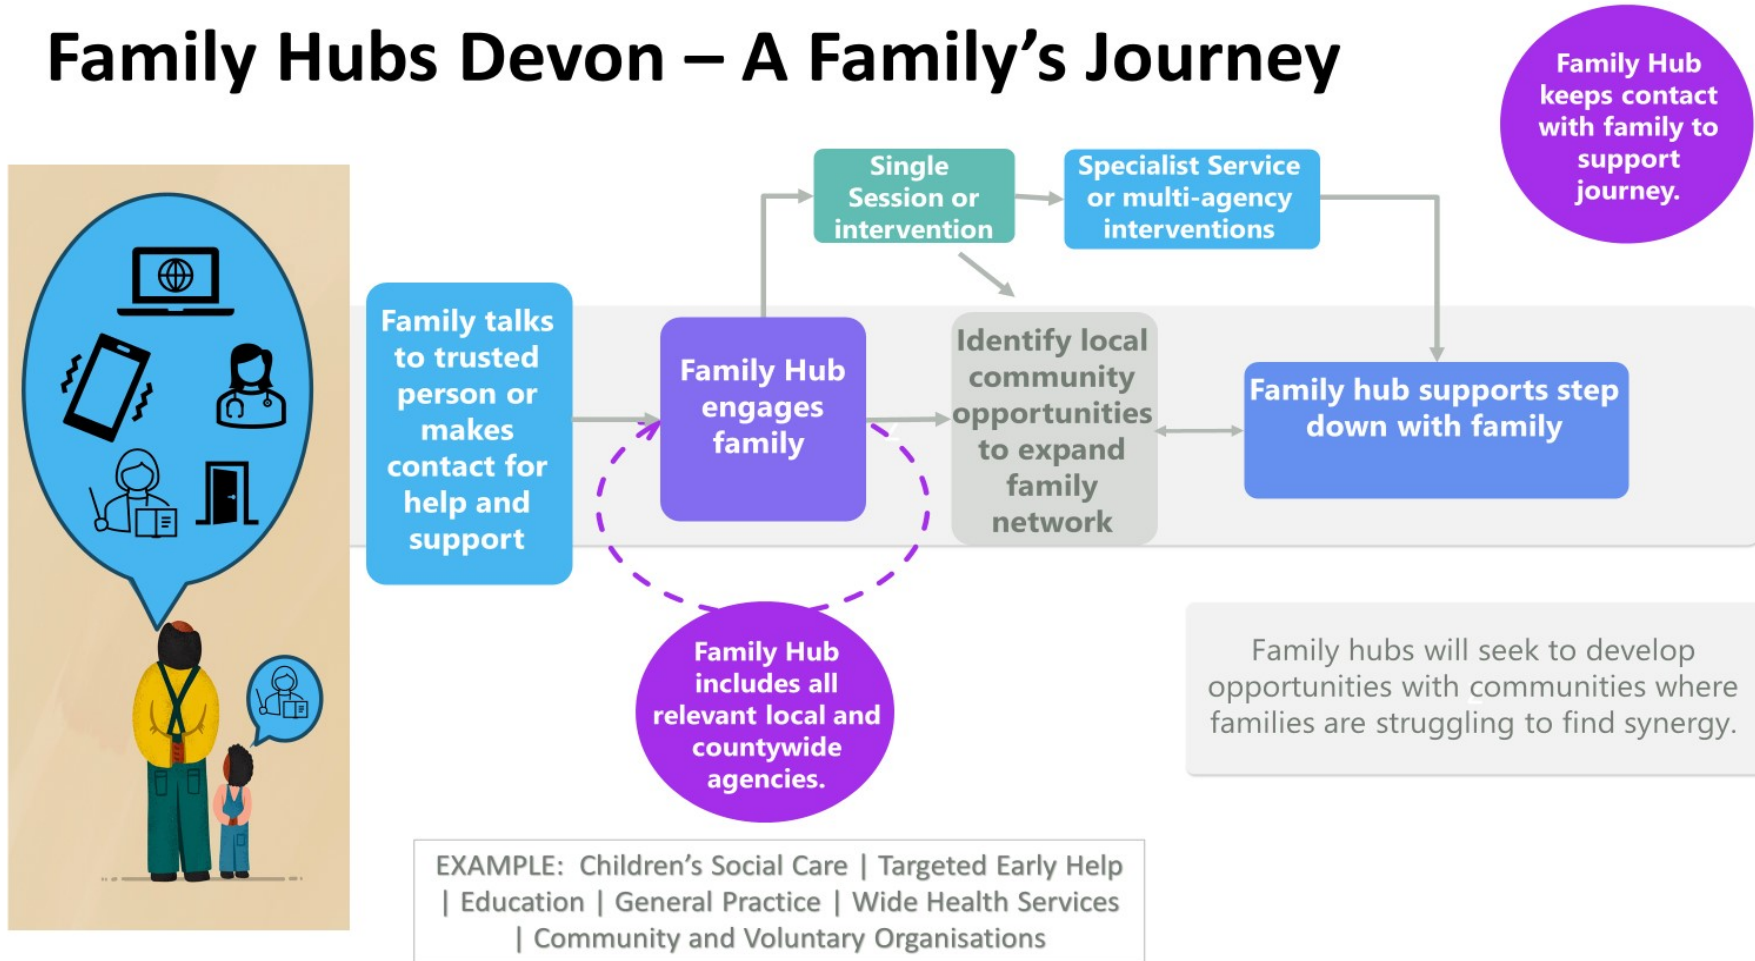 Family Hubs Devon – A Family's Journey
Family Hub
keeps contact
with family to
support
journey.
Single
Session or
intervention
Specialist Service
or multi-agency
interventions
Family talks
to trusted
person or
makes
contact for
help and
support
Family Hub
engages
family
Identify local
community
opportunities
to expand
family
network
Family hub supports step
down with family
Family Hub
includes all
relevant local and
countywide
agencies.
Family hubs will seek to develop
opportunities with communities where
families are struggling to find synergy.
EXAMPLE: Children's Social Care | Targeted Early Help
| Education | General Practice | Wide Health Services
| Community and Voluntary Organisations